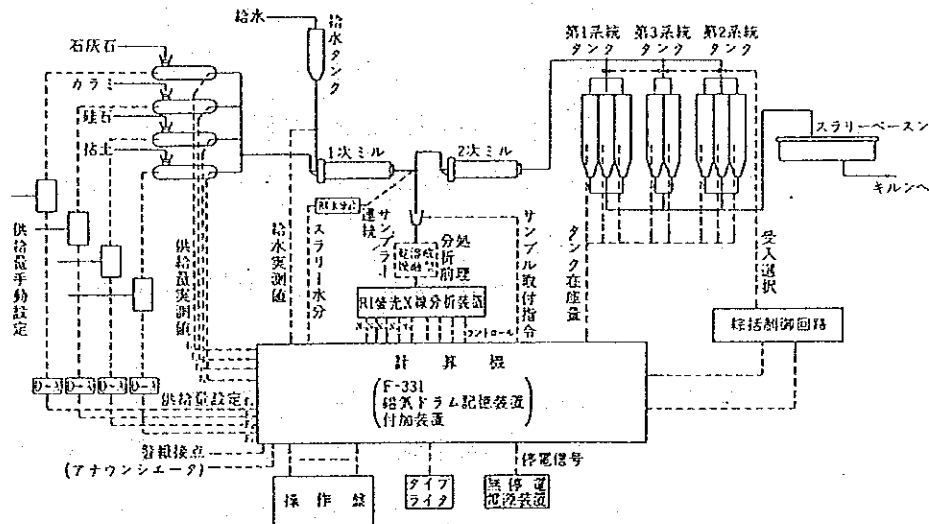 給水
給水タンク
第1系統
タンク
第3系統
タンク
第2系統
タンク
石灰石
カラミ
硅石
粘土
1次ミル
2次ミル
スラリーベースン
キルンへ
連続
サンプラー
分析前
処理
供給量手動設定
供給量実測値
給水実測値
スラリー水分
サンプル取付指令
タンク在庫量
受入選択
RI螢光X線分析装置
コントロール
綜括制御回路
計算機
F-331
磁気ドラム記憶装置
付加装置
D-A
D-A
D-A
D-A
供給量設定
警報接点
(アナウンシエータ)
停電信号
操作盤
タイプ
ライタ
無停電
電源装置